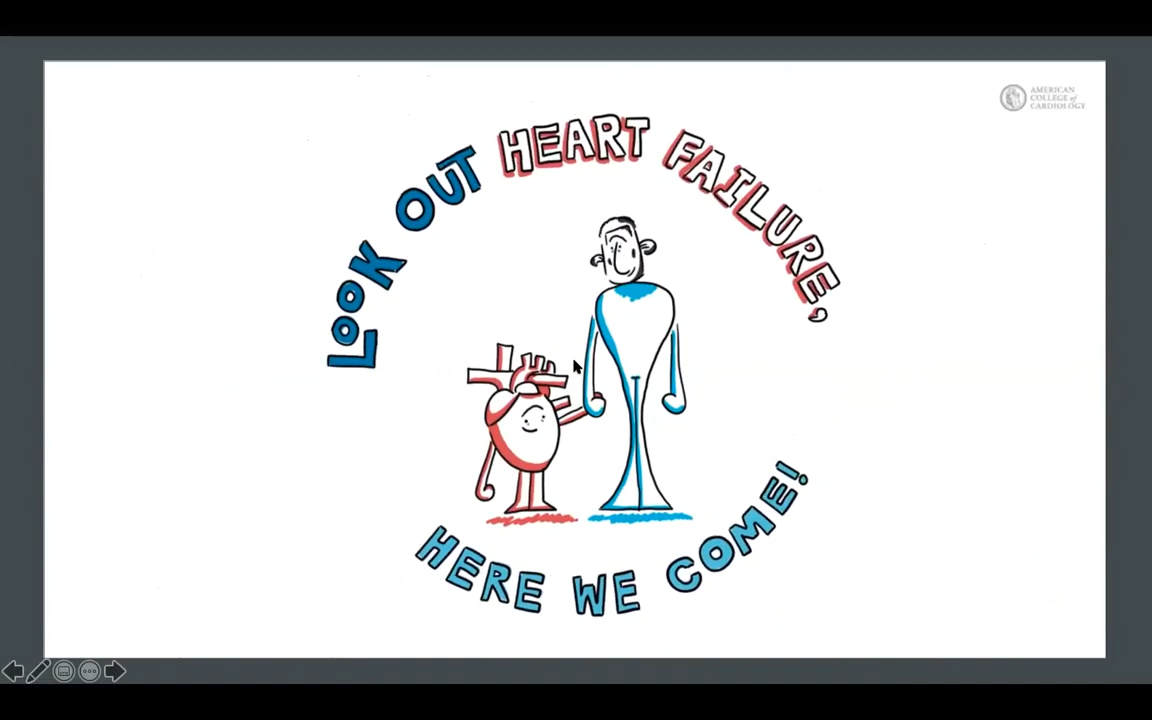 AMERICAN
COLLEGE of
CARDIOLOGY
LOOK OUT HEART FAILURE,
HERE WE COME!